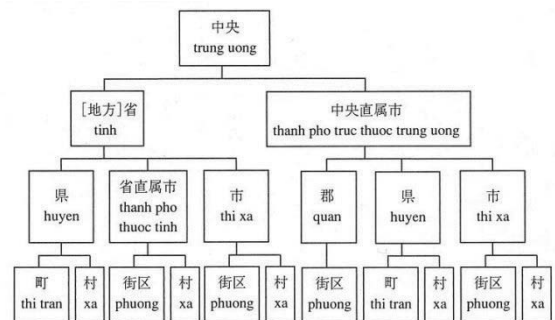 中央
trung uong
[地方]省
tinh
中央直属市
thanh pho truc thuoc trung uong
県
huyen
省直属市
thanh pho
thuoc tinh
市
thi xa
郡
quan
県
huyen
市
thi xa
町
thi tran
村
xa
街区
phuong
村
xa
街区
phuong
村
xa
街区
phuong
町
thi tran
村
xa
街区
phuong
村
xa